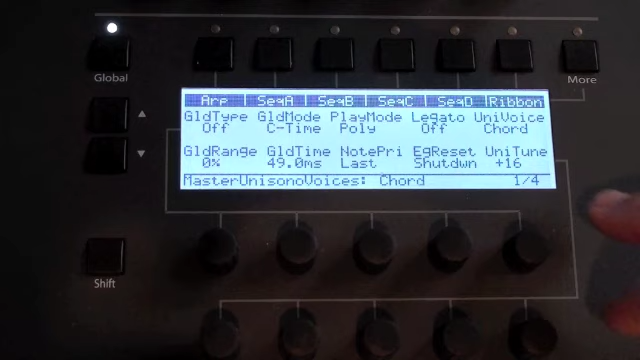 Global
More
Arp SeqA SeqB SeqC SeqD Ribbon
GldType GldMode PlayMode Legato UniVoice
Off C-Time Poly Off Chord
GldRange GldTime NotePri EgReset UniTune
0% 49.0ms Last Shutdwn +16
MasterUnisonoVoices: Chord 1/4
Shift